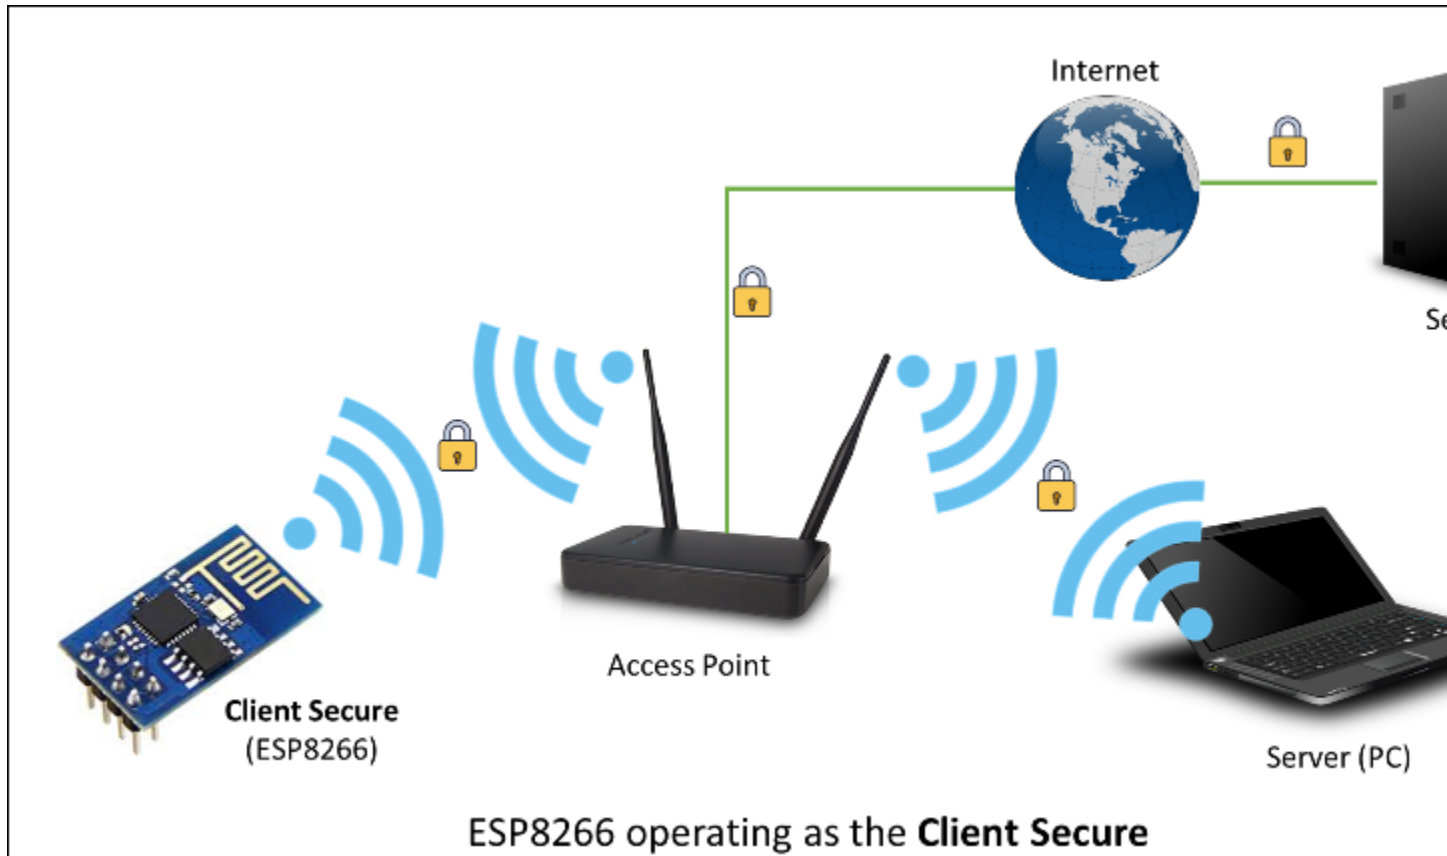 Internet
Access Point
Client Secure
(ESP8266)
Server (PC)
ESP8266 operating as the Client Secure